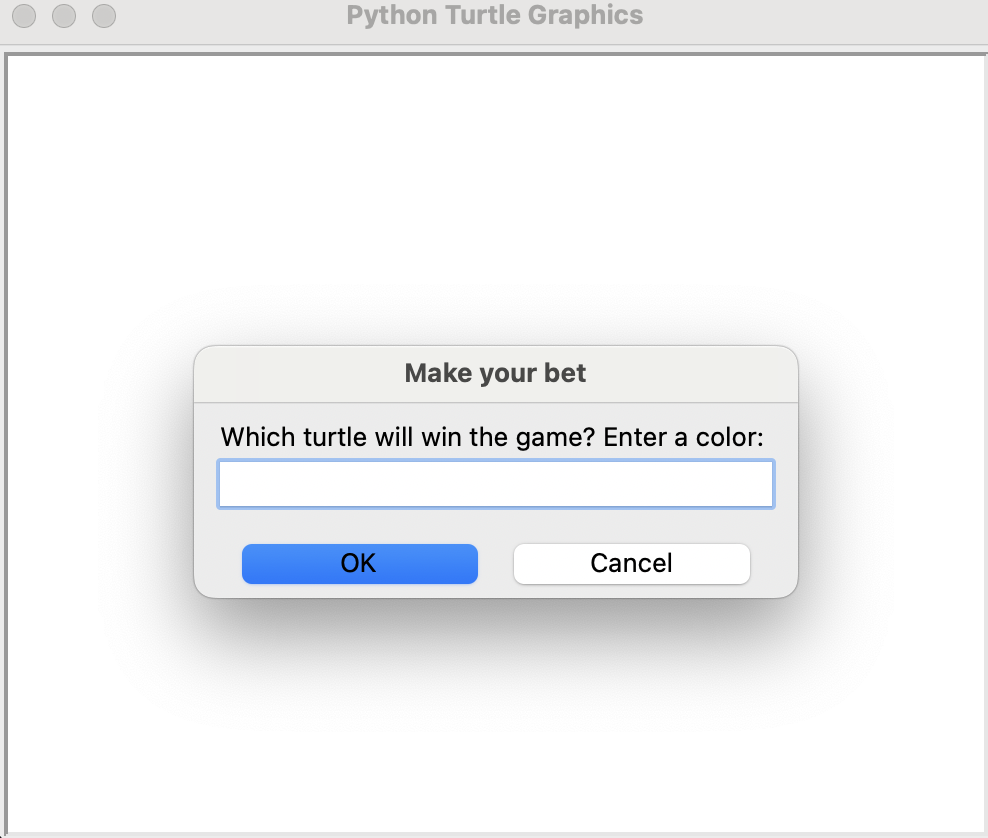 Python Turtle Graphics
Make your bet
Which turtle will win the game? Enter a color:
OK
Cancel